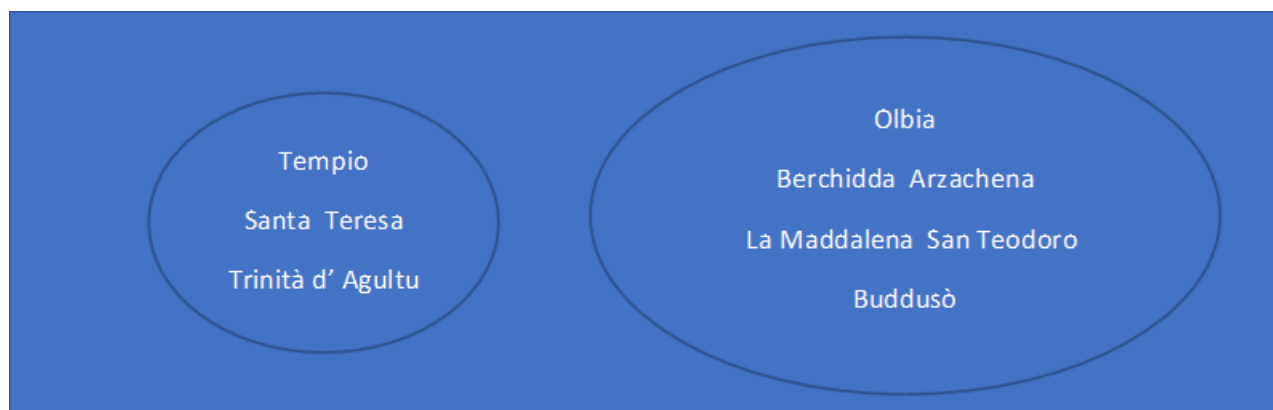 Tempio
Santa Teresa
Trinità d' Agultu
Olbia
Berchidda Arzachena
La Maddalena San Teodoro
Buddusò